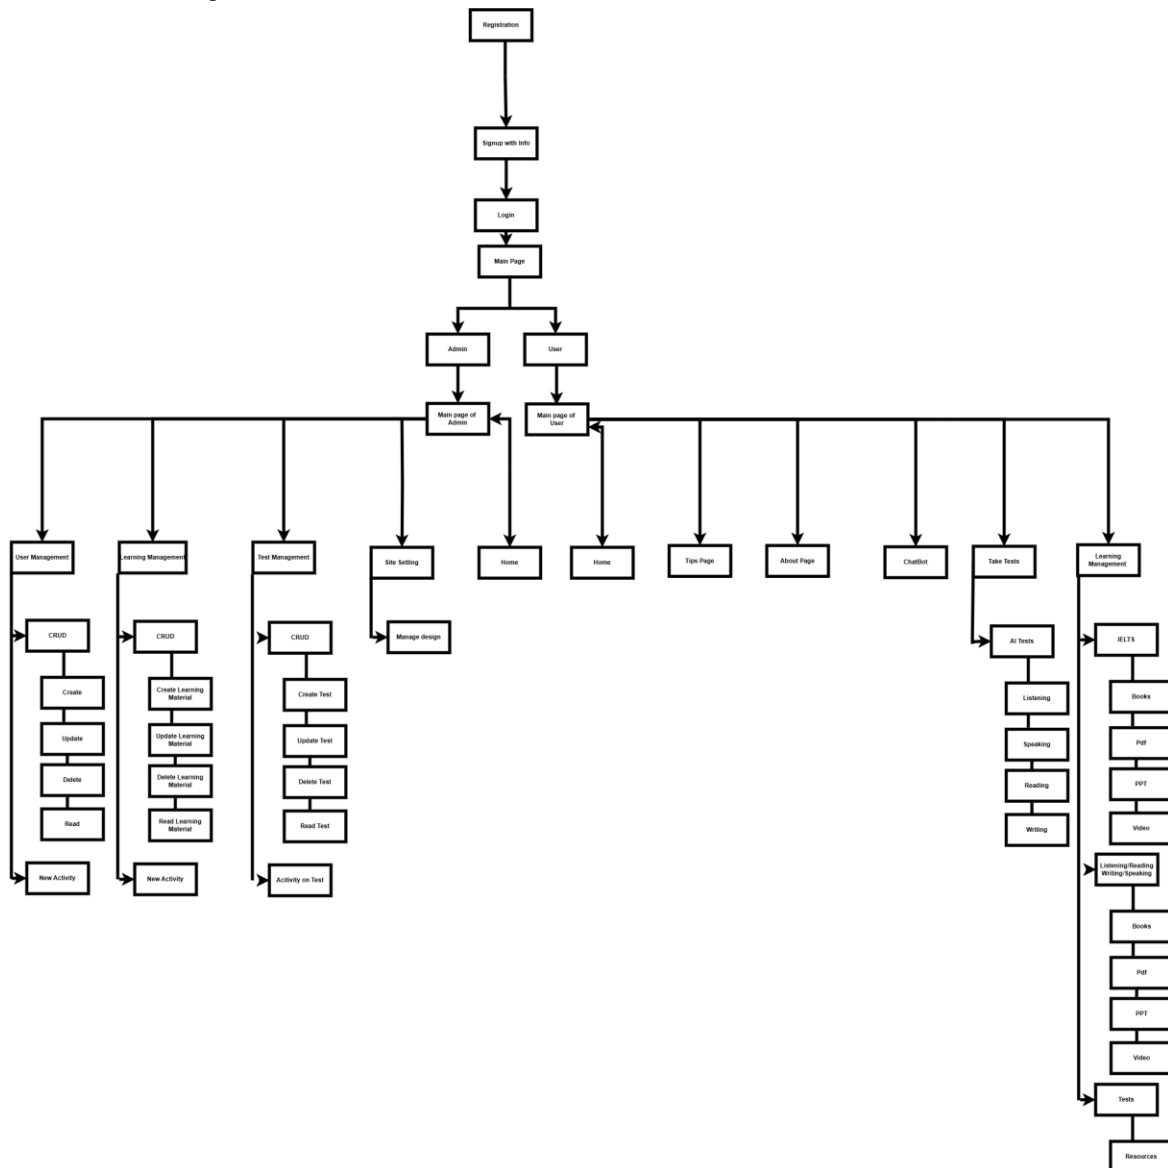 Registration
Signup with Info
Login
Main Page
Admin
User
Main page of
Admin
Main page of
User
User Management
Learning Management
Test Management
Site Setting
Home
Home
Tips Page
About Page
ChatBot
Take Tests
Learning
Management
CRUD
Create
Update
Delete
Read
New Activity
CRUD
Create Learning
Material
Update Learning
Material
Delete Learning
Material
Read Learning
Material
New Activity
CRUD
Create Test
Update Test
Delete Test
Read Test
Acitivity on Test
Manage design
AI Tests
Listening
Speaking
Reading
Writing
IELTS
Books
Pdf
PPT
Video
Listening/Reading
Writing/Speaking
Books
Pdf
PPT
Video
Tests
Resources